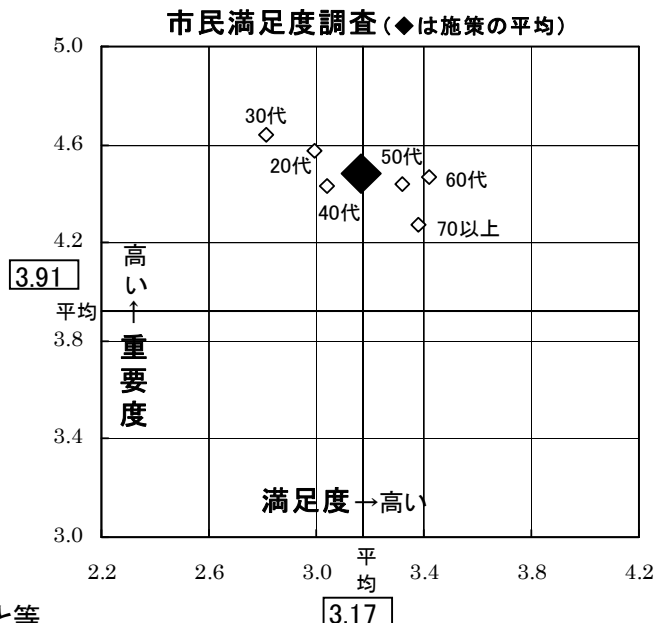 市民満足度調査(◆は施策の平均)
5.0
30代
4.6
20代
50代
60代
40代
4.2
70以上
3.91
高い
↑
重要度
平均
3.8
3.4
満足度→高い
3.0
2.2
2.6
3.0
平均
3.4
3.8
4.2
3.17
と等